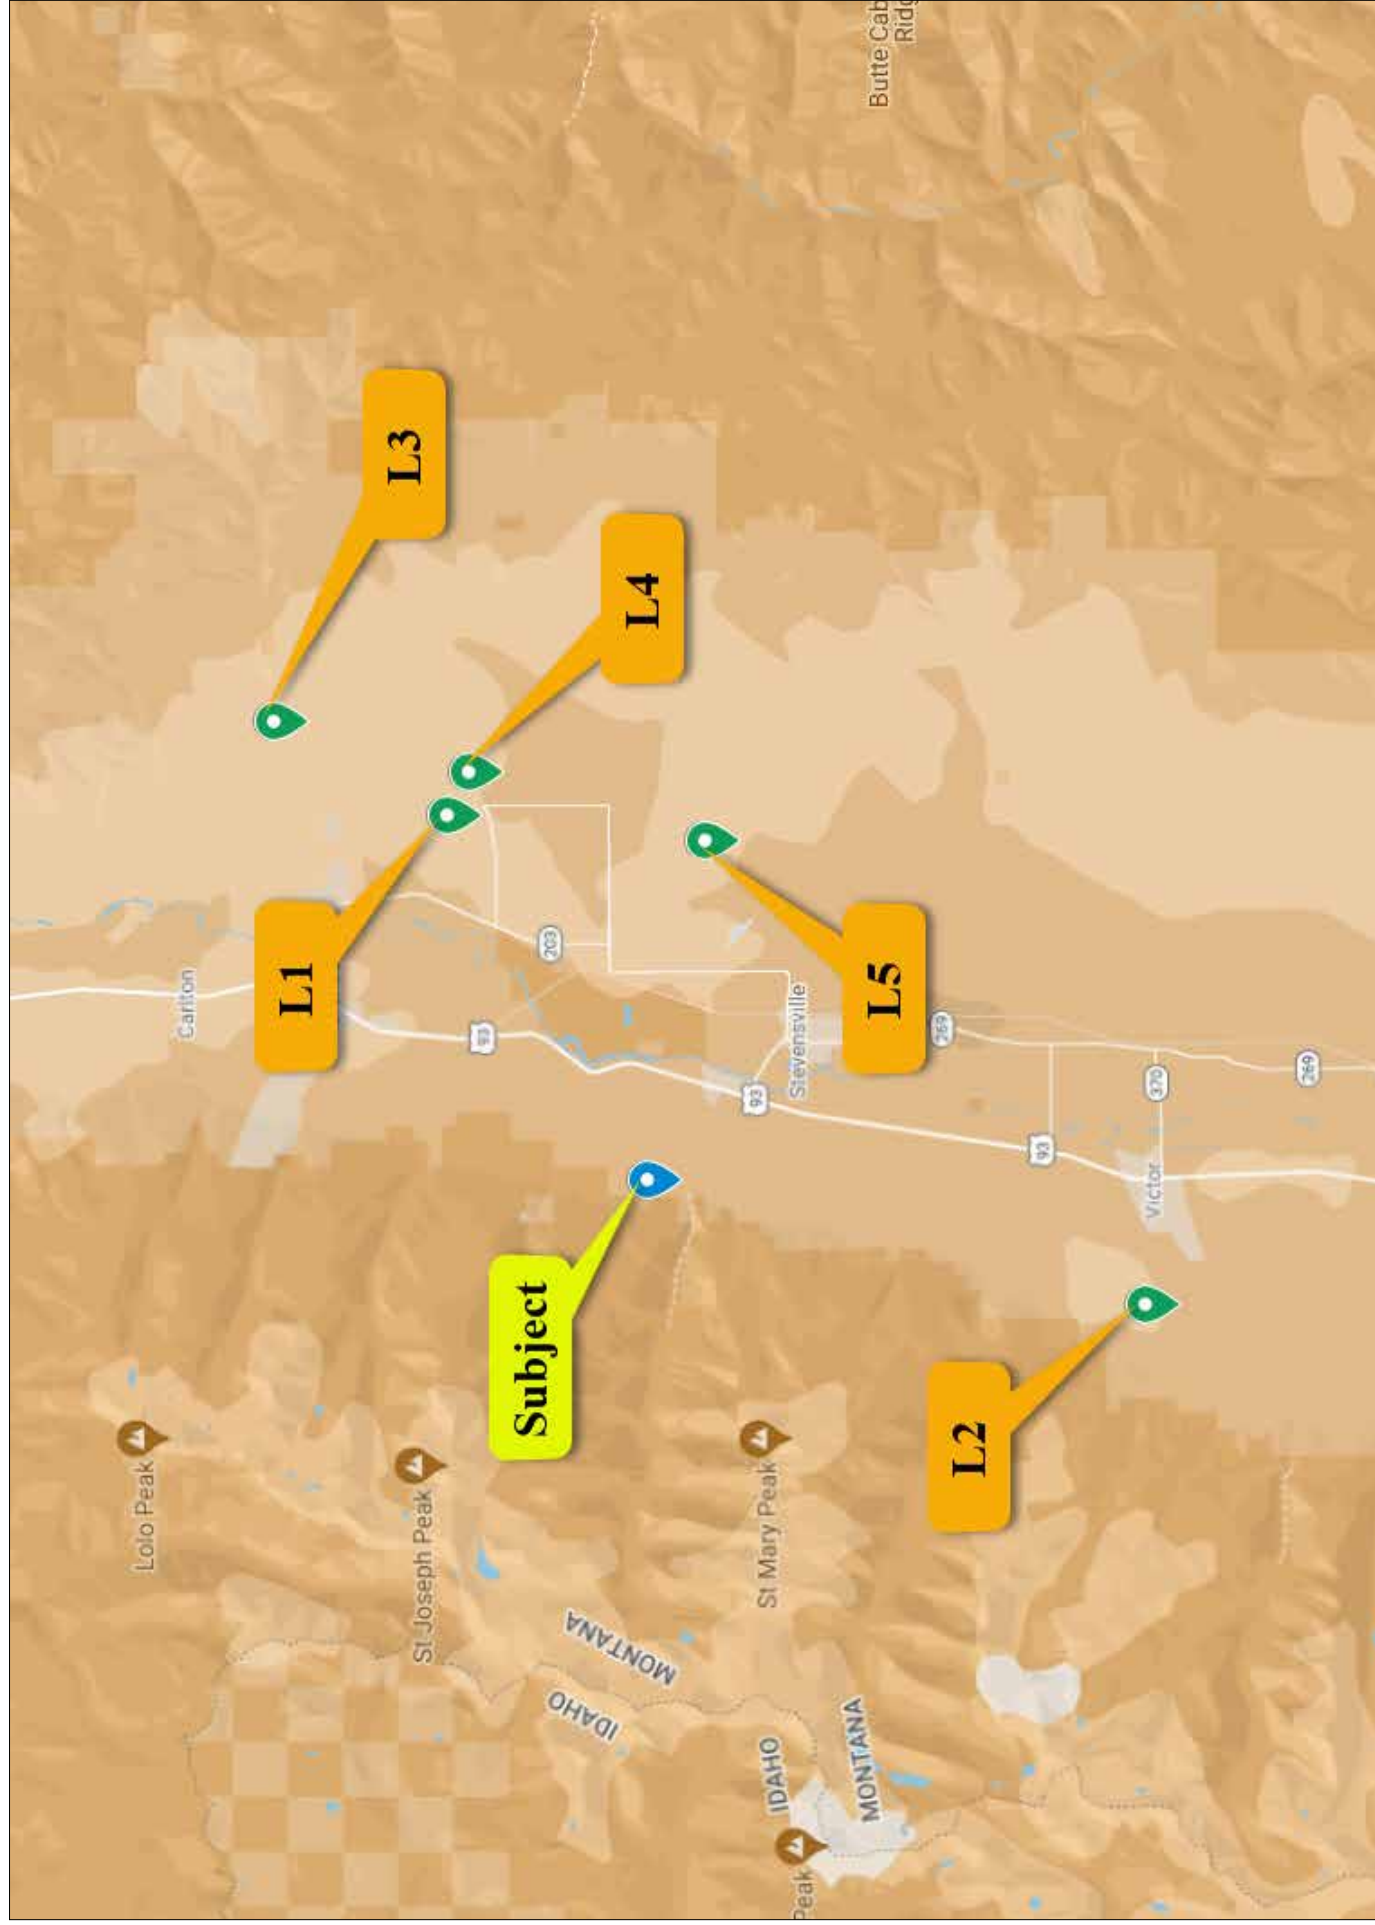 Lolo Peak
Carlton
L1
L3
St Joseph Peak
93
Subject
203
IDAHO
MONTANA
L4
93
St Mary Peak
IDAHO
Stevensville
Peak
MONTANA
Butte Cab
Ridg
L5
269
L2
93
Victor
370
269